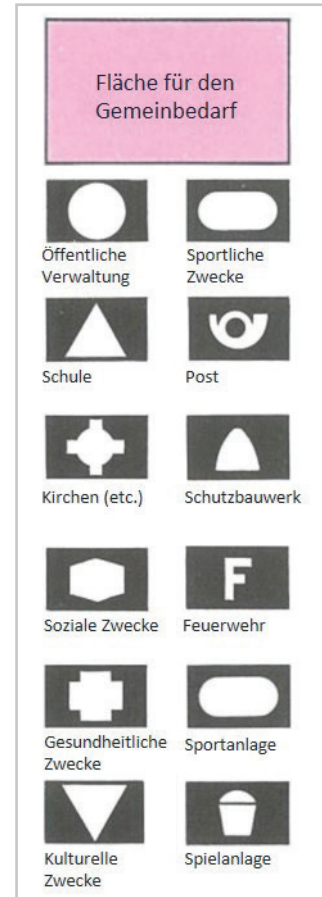 Fläche für den
Gemeinbedarf
Öffentliche
Verwaltung
Sportliche
Zwecke
Schule
Post
Kirchen (etc.)
Schutzbauwerk
Soziale Zwecke
F
Feuerwehr
Gesundheitliche
Zwecke
Sportanlage
Kulturelle
Zwecke
Spielanlage